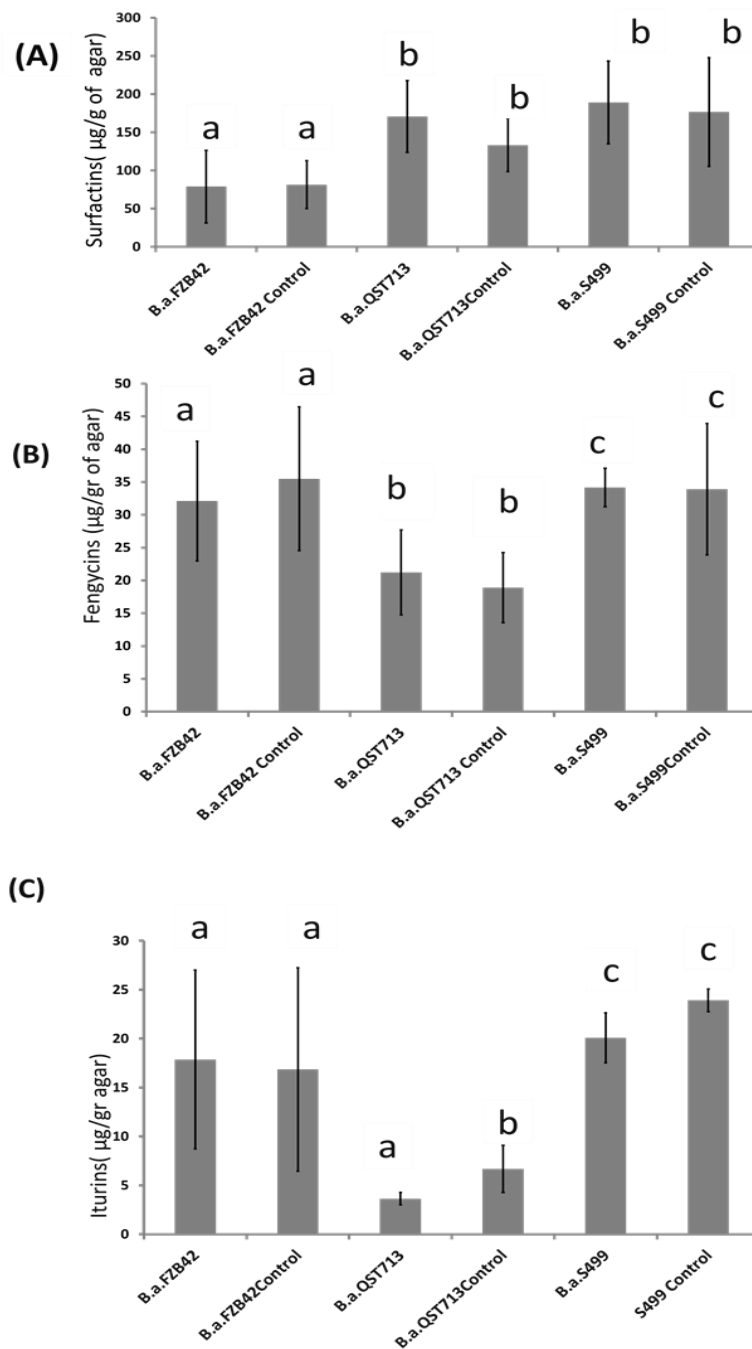 (A)
Surfactins( µg/g of agar)
300
250
200
150
100
50
0
a
a
b
b
b
b
B.a.FZB42
B.a.FZB42 Control
B.a.QST713
B.a.QST713Control
B.a.S499
B.a.S499 Control
(B)
Fengycins (µg/gr of agar)
50
45
40
35
30
25
20
15
10
5
0
a
a
b
b
c
c
B.a.FZB42
B.a.FZB42 Control
B.a.QST713
B.a.QST713 Control
B.a.S499
B.a.S499Control
(C)
Iturins( µg/gr agar)
30
25
20
15
10
5
0
a
a
a
b
c
c
B.a.FZB42
B.a.FZB42Control
B.a.QST713
B.a.QST713Control
B.a.S499
S499 Control